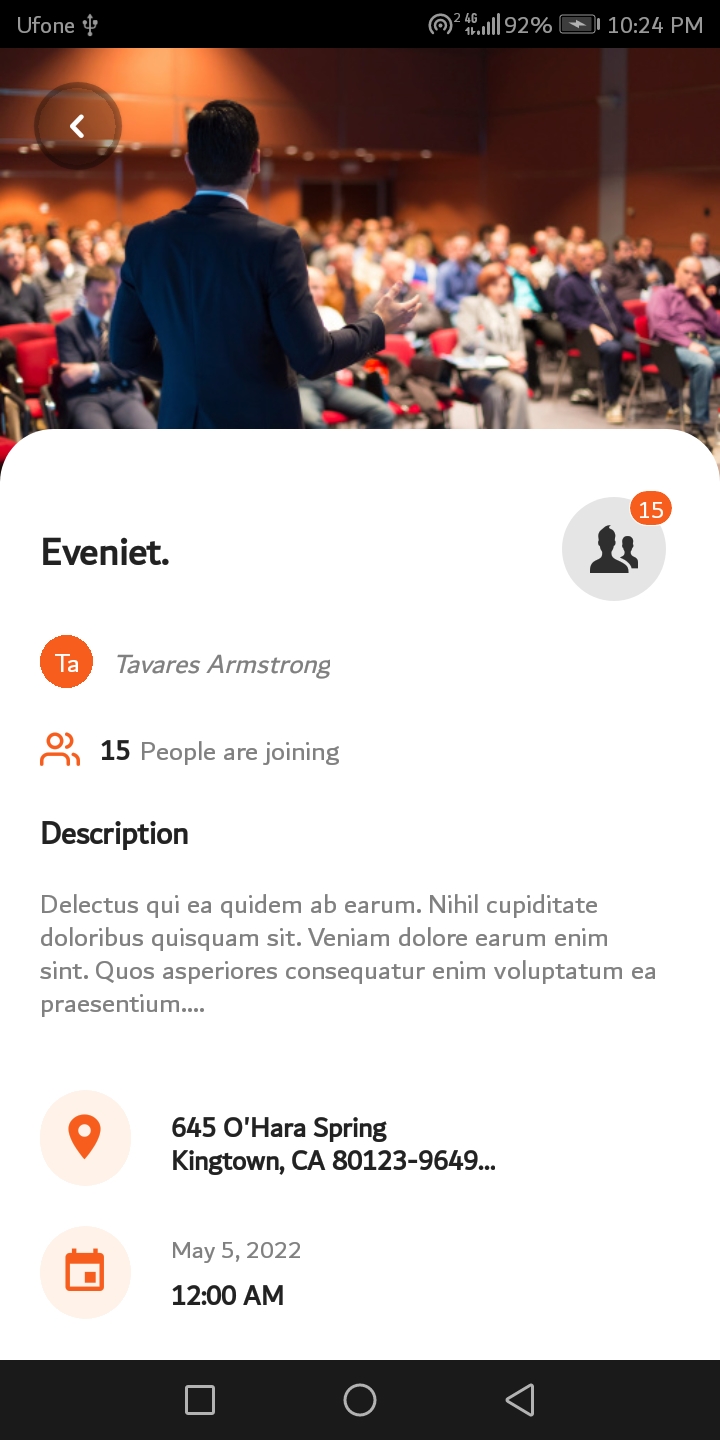 Ufone 2 4G 92% 10:24 PM
15
Eveniet.
Ta Tavares Armstrong
15 People are joining
Description
Delectus qui ea quidem ab earum. Nihil cupiditate
doloribus quisquam sit. Veniam dolore earum enim
sint. Quos asperiores consequatur enim voluptatum ea
praesentium....
645 O'Hara Spring
Kingtown, CA 80123-9649...
May 5, 2022
12:00 AM